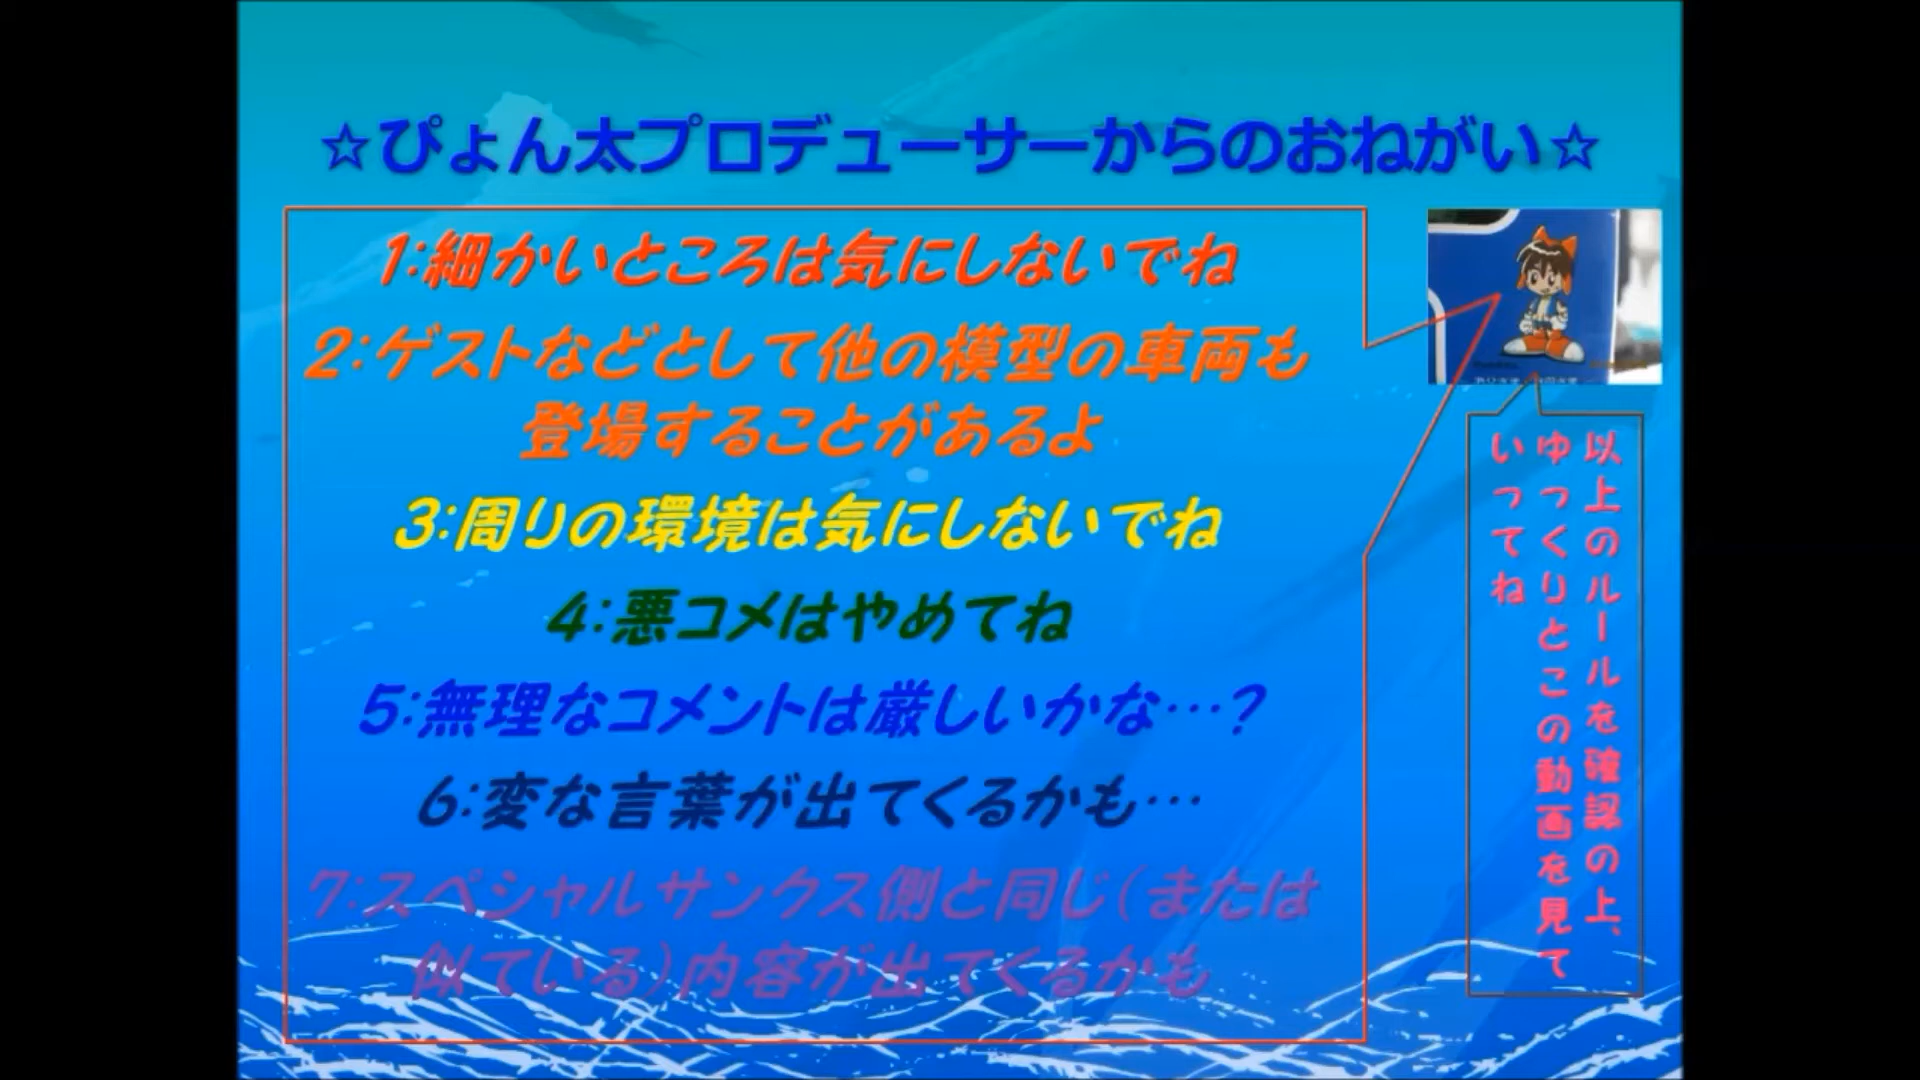 ☆ぴょん太プロデューサーからのおねがい☆
1:細かいところは気にしないでね
2:ゲストなどとして他の模型の車両も
登場することがあるよ
3:周りの環境は気にしないでね
4:悪コメはやめてね
5:無理なコメントは厳しいかな…?
6:変な言葉が出てくるかも…
7:スペシャルサンクス側と同じ(または
似ている)内容が出てくるかも
以上のルールを確認の上、
ゆっくりとこの動画を見て
いってね